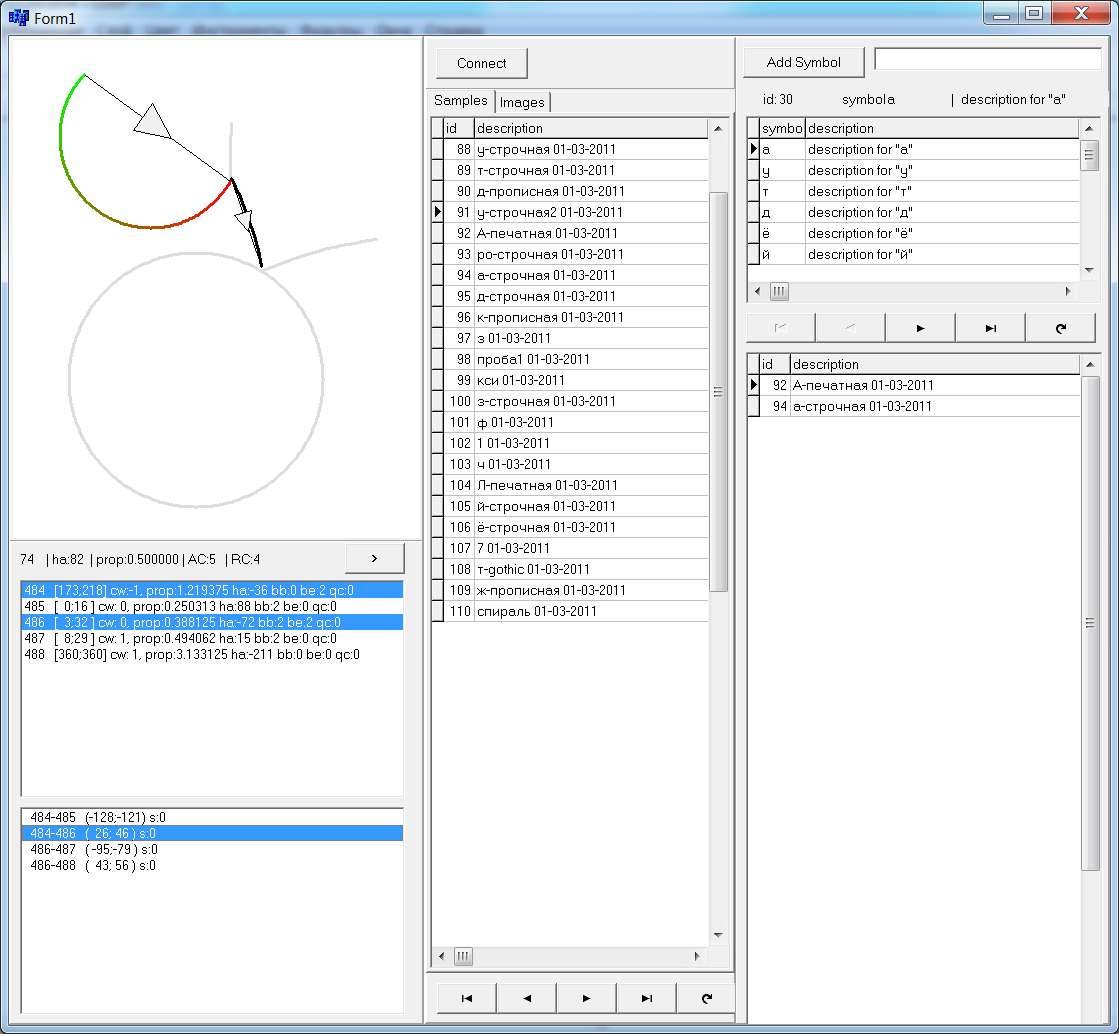 Form1
74 | ha:82 | prop:0.500000 | AC:5 | RC:4
>
484 [173;218] cw:-1, prop:1.219375 ha:-36 bb:0 be:2 qc:0
485 [ 0;16 ] cw: 0, prop:0.250313 ha:88 bb:2 be:0 qc:0
486 [ 3;32 ] cw: 0, prop:0.388125 ha:-72 bb:2 be:2 qc:0
487 [ 8;29 ] cw: 1, prop:0.494062 ha:15 bb:2 be:0 qc:0
488 [360;360] cw: 1, prop:3.133125 ha:-211 bb:0 be:0 qc:0
484-485 (-128;-121) s:0
484-486 ( 26; 46 ) s:0
486-487 ( -95;-79 ) s:0
486-488 ( 43; 56 ) s:0
Connect
Samples Images
id description
88 у-строчная 01-03-2011
89 т-строчная 01-03-2011
90 д-прописная 01-03-2011
91 у-строчная2 01-03-2011
92 А-печатная 01-03-2011
93 ро-строчная 01-03-2011
94 а-строчная 01-03-2011
95 д-строчная 01-03-2011
96 к-прописная 01-03-2011
97 з 01-03-2011
98 проба1 01-03-2011
99 кси 01-03-2011
100 з-строчная 01-03-2011
101 ф 01-03-2011
102 1 01-03-2011
103 ч 01-03-2011
104 Л-печатная 01-03-2011
105 й-строчная 01-03-2011
106 ё-строчная 01-03-2011
107 7 01-03-2011
108 т-gothic 01-03-2011
109 ж-прописная 01-03-2011
110 спираль 01-03-2011
Add Symbol
id: 30 symbola | description for "а"
symbo description
а description for "а"
у description for "у"
т description for "т"
д description for "д"
ё description for "ё"
й description for "й"
id description
92 А-печатная 01-03-2011
94 а-строчная 01-03-2011